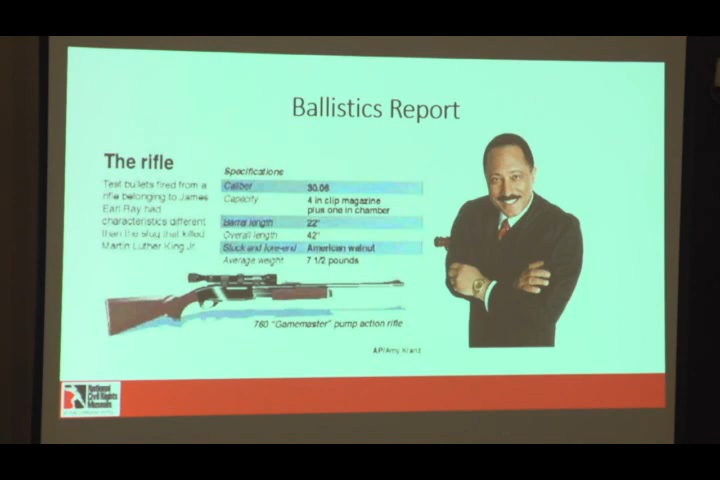 Ballistics Report
The rifle
Test bullets fired from a
rifle belonging to James
Earl Ray had
characteristics different
than the slug that killed
Martin Luther King Jr.
Specifications
Caliber 30.06
Capacity 4 in clip magazine
plus one in chamber
Barrel length 22"
Overall length 42"
Stock and fore-end American walnut
Average weight 7 1/2 pounds
760 "Gamemaster" pump action rifle
AP/Amy Kranz
National
Civil Rights
Museum